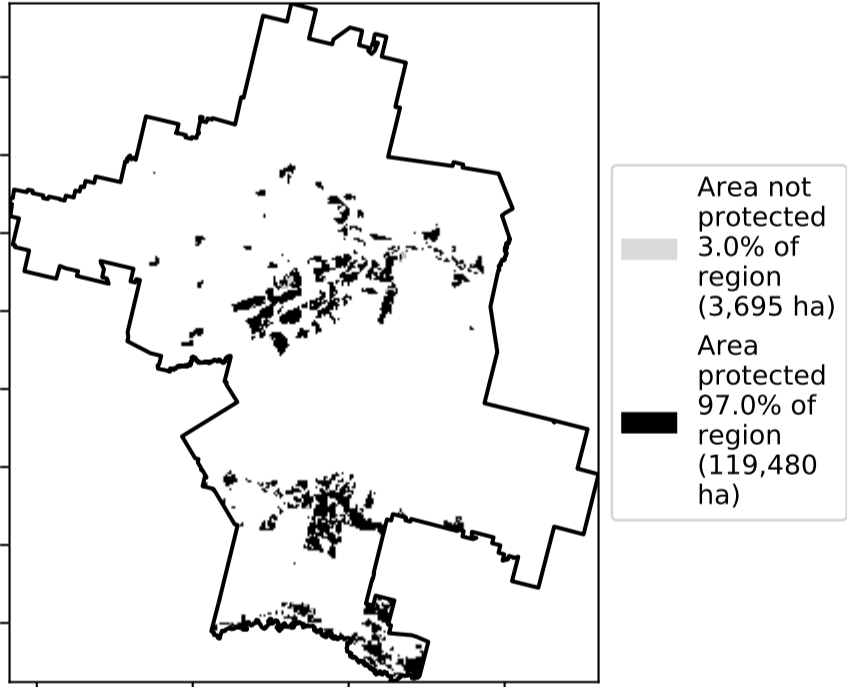 Area not
protected
3.0% of
region
(3,695 ha)
Area
protected
97.0% of
region
(119,480
ha)